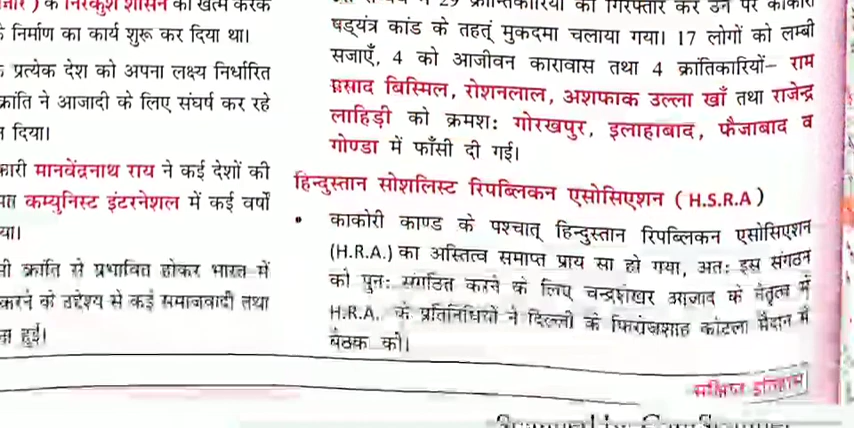 के निरंकुश शासन को खत्म करके
निर्माण का कार्य शुरू कर दिया था।
प्रत्येक देश को अपना लक्ष्य निर्धारित
क्रांति ने आजादी के लिए संघर्ष कर रहे
दिया।
मानवेंद्रनाथ राय ने कई देशों की
कम्युनिस्ट इंटरनेशल में कई वर्षों
क्रांति से प्रभावित होकर भारत में
करने के उद्देश्य से कई समाजवादी तथा
हुई।
29 क्रान्तिकारियों को गिरफ्तार कर उन पर काकोरी
षड्यंत्र कांड के तहत् मुकदमा चलाया गया। 17 लोगों को लम्बी
सजाएँ, 4 को आजीवन कारावास तथा 4 क्रांतिकारियों– राम
प्रसाद बिस्मिल, रोशनलाल, अशफाक उल्ला खाँ तथा राजेन्द्र
लाहिड़ी को क्रमशः गोरखपुर, इलाहाबाद, फैजाबाद व
गोण्डा में फाँसी दी गई।
हिन्दुस्तान सोशलिस्ट रिपब्लिकन एसोसिएशन ( H.S.R.A )
• काकोरी काण्ड के पश्चात् हिन्दुस्तान रिपब्लिकन एसोसिएशन
(H.R.A.) का अस्तित्व समाप्त प्राय सा हो गया, अतः इस संगठन
को पुनः संगठित करने के लिए चन्द्रशेखर आजाद के नेतृत्व में
H.R.A. के प्रतिनिधियों ने दिल्ली के फिरोजशाह कोटला मैदान में
बैठक की।
संक्षिप्त इतिहास